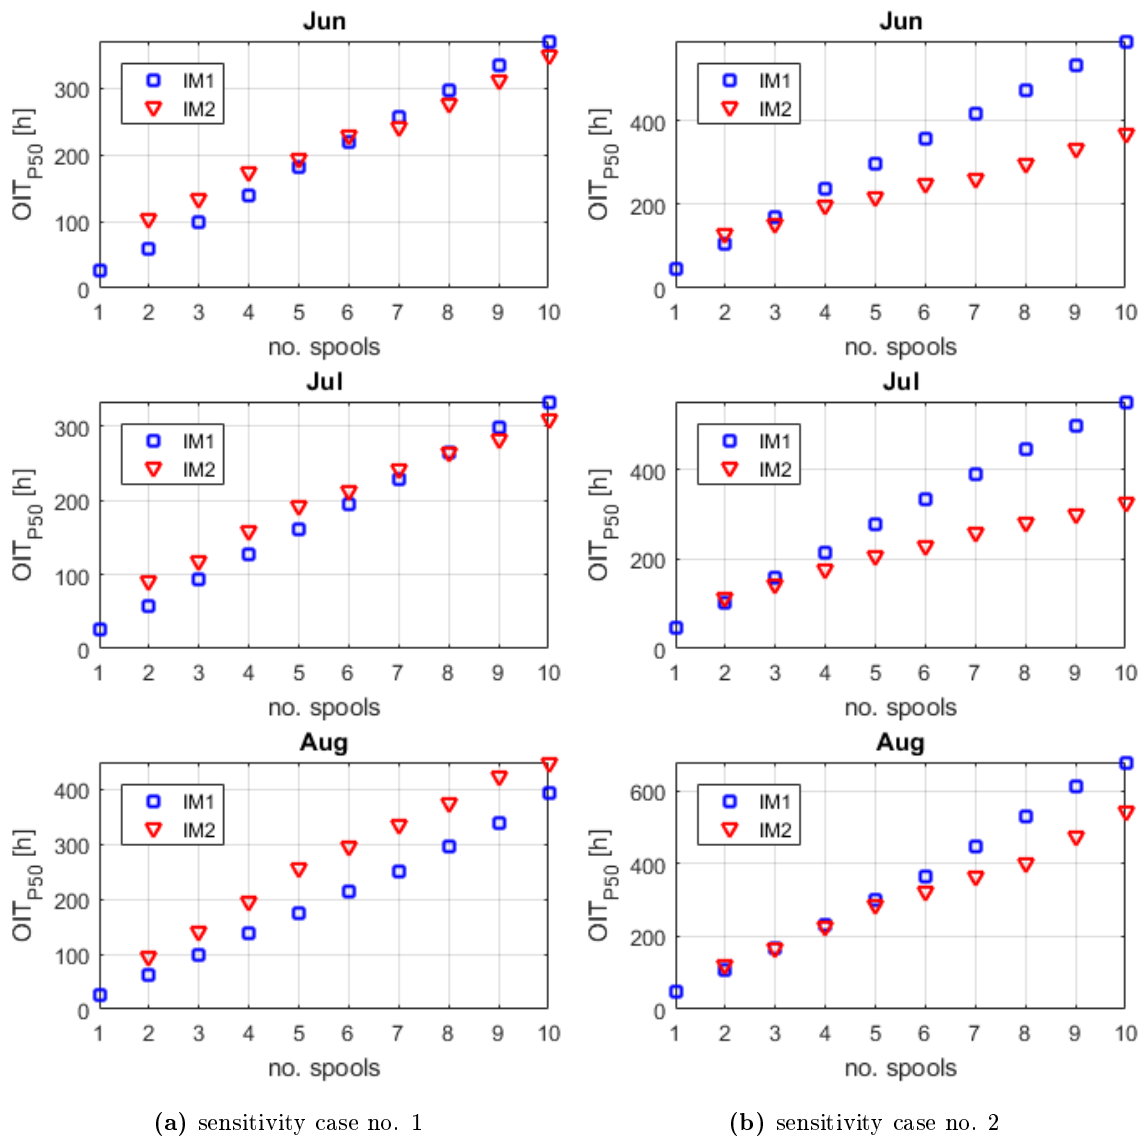 Jun
OIT_P50 [h]
300
200
100
0
IM1
IM2
1 2 3 4 5 6 7 8 9 10
no. spools
Jun
OIT_P50 [h]
400
200
0
IM1
IM2
1 2 3 4 5 6 7 8 9 10
no. spools
Jul
OIT_P50 [h]
300
200
100
0
IM1
IM2
1 2 3 4 5 6 7 8 9 10
no. spools
Jul
OIT_P50 [h]
400
200
0
IM1
IM2
1 2 3 4 5 6 7 8 9 10
no. spools
Aug
OIT_P50 [h]
400
300
200
100
0
IM1
IM2
1 2 3 4 5 6 7 8 9 10
no. spools
Aug
OIT_P50 [h]
600
400
200
0
IM1
IM2
1 2 3 4 5 6 7 8 9 10
no. spools
(a) sensitivity case no. 1
(b) sensitivity case no. 2